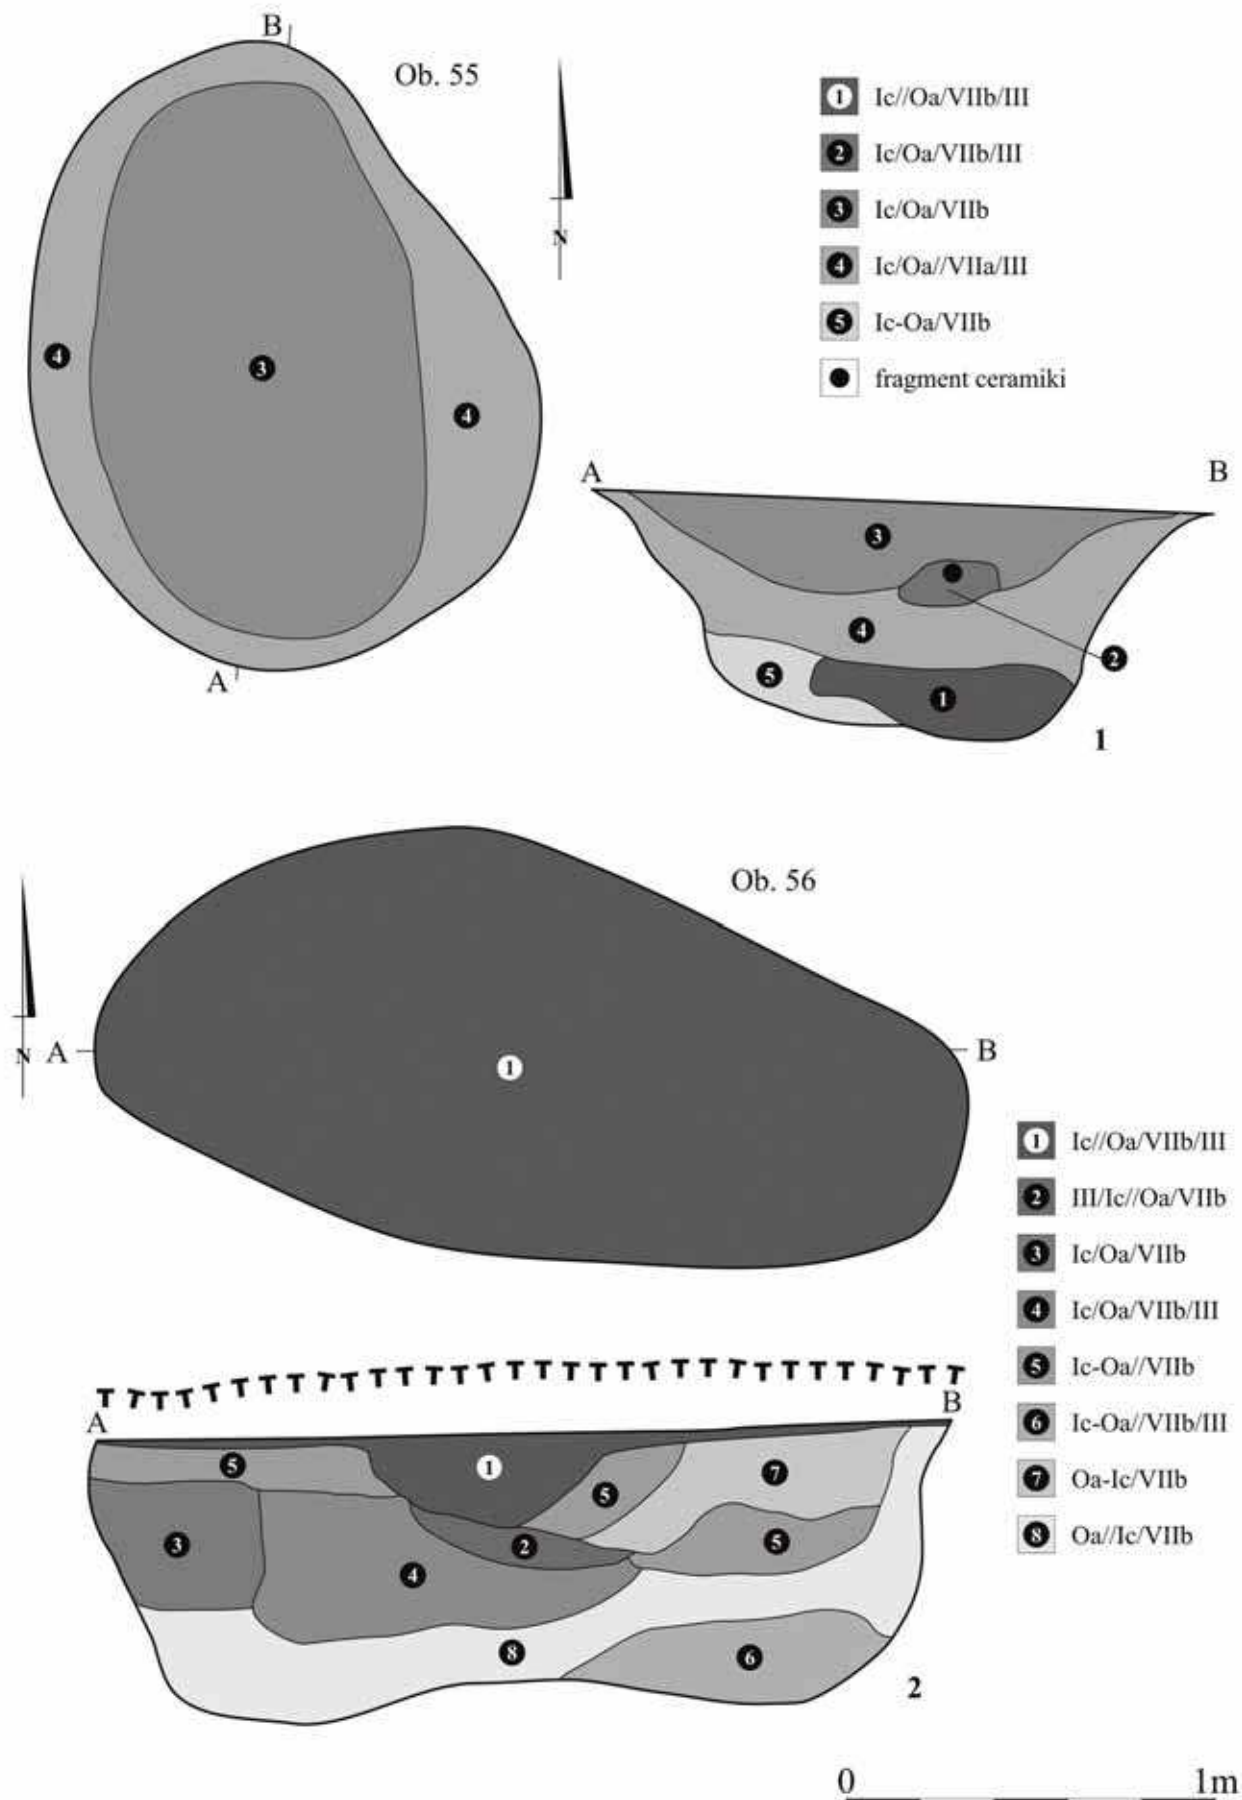 B
Ob. 55
N
4
3
4
A
1 Ic//Oa/VIIb/III
2 Ic/Oa/VIIb/III
3 Ic/Oa/VIIb
4 Ic/Oa//VIIa/III
5 Ic-Oa/VIIb
fragment ceramiki
A B
3
4
2
5
1
1
Ob. 56
N A B
1
1 Ic//Oa/VIIb/III
2 III/Ic//Oa/VIIb
3 Ic/Oa/VIIb
4 Ic/Oa/VIIb/III
5 Ic-Oa//VIIb
6 Ic-Oa//VIIb/III
7 Oa-Ic/VIIb
8 Oa//Ic/VIIb
A B
5 1 7
5
3 2 5
4
8 6
2
0 1m